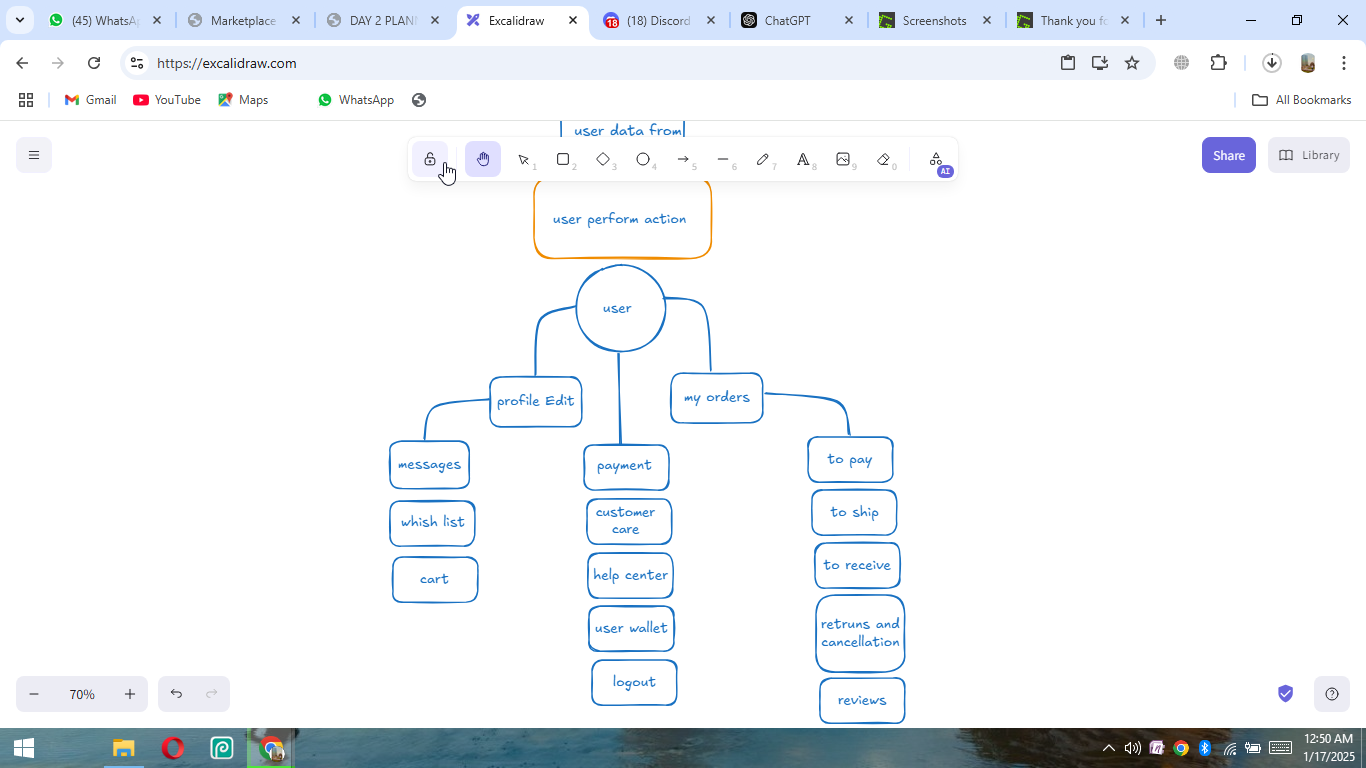 (45) WhatsA
Marketplace
DAY 2 PLANI
Excalidraw
(18) Discord
ChatGPT
Screenshots
Thank you fo
https://excalidraw.com
Gmail
YouTube
Maps
WhatsApp
All Bookmarks
user data from
1
2
3
4
5
6
7
A
8
9
0
AI
Share
Library
user perform action
user
profile Edit
my orders
messages
whish list
cart
payment
customer
care
help center
user wallet
logout
to pay
to ship
to receive
retruns and
cancellation
reviews
70%
12:50 AM
1/17/2025